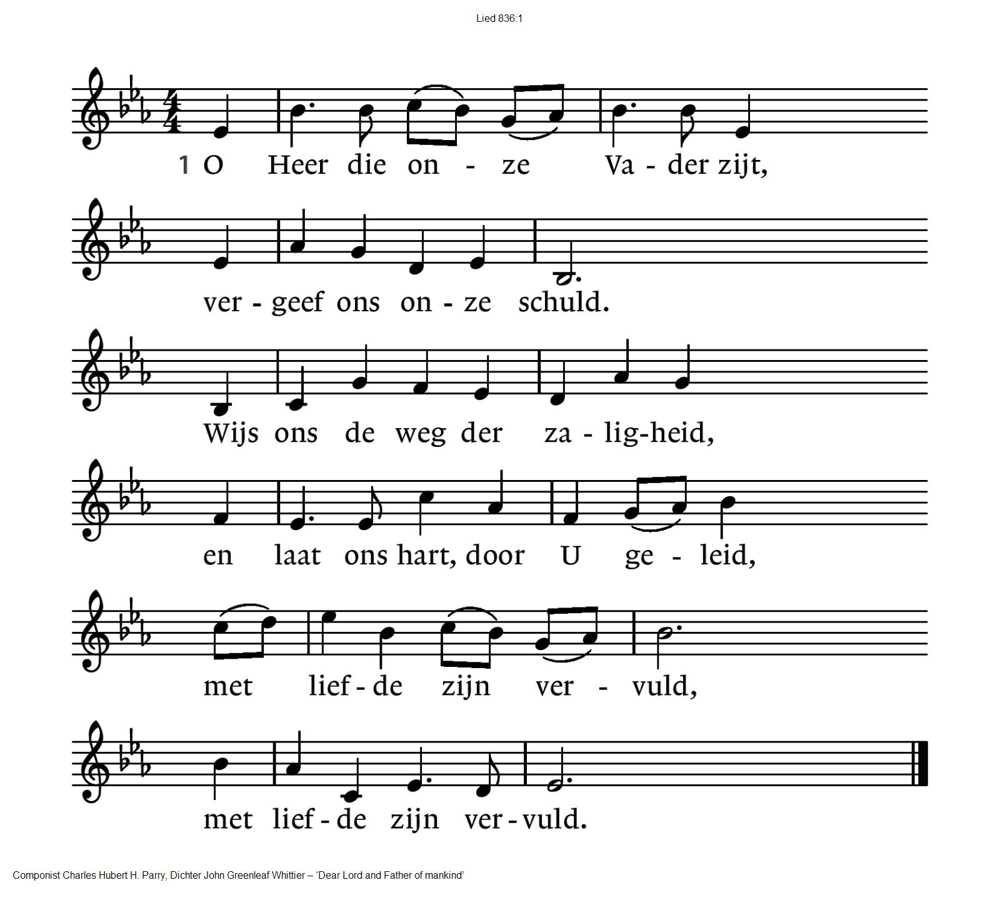 Lied 836:1
1 O Heer die on - ze Va - der zijt,
ver - geef ons on - ze schuld.
Wijs ons de weg der za - lig-heid,
en laat ons hart, door U ge - leid,
met lief - de zijn ver - vuld,
met lief - de zijn ver - vuld.
Componist Charles Hubert H. Parry, Dichter John Greenleaf Whittier – ‘Dear Lord and Father of mankind’